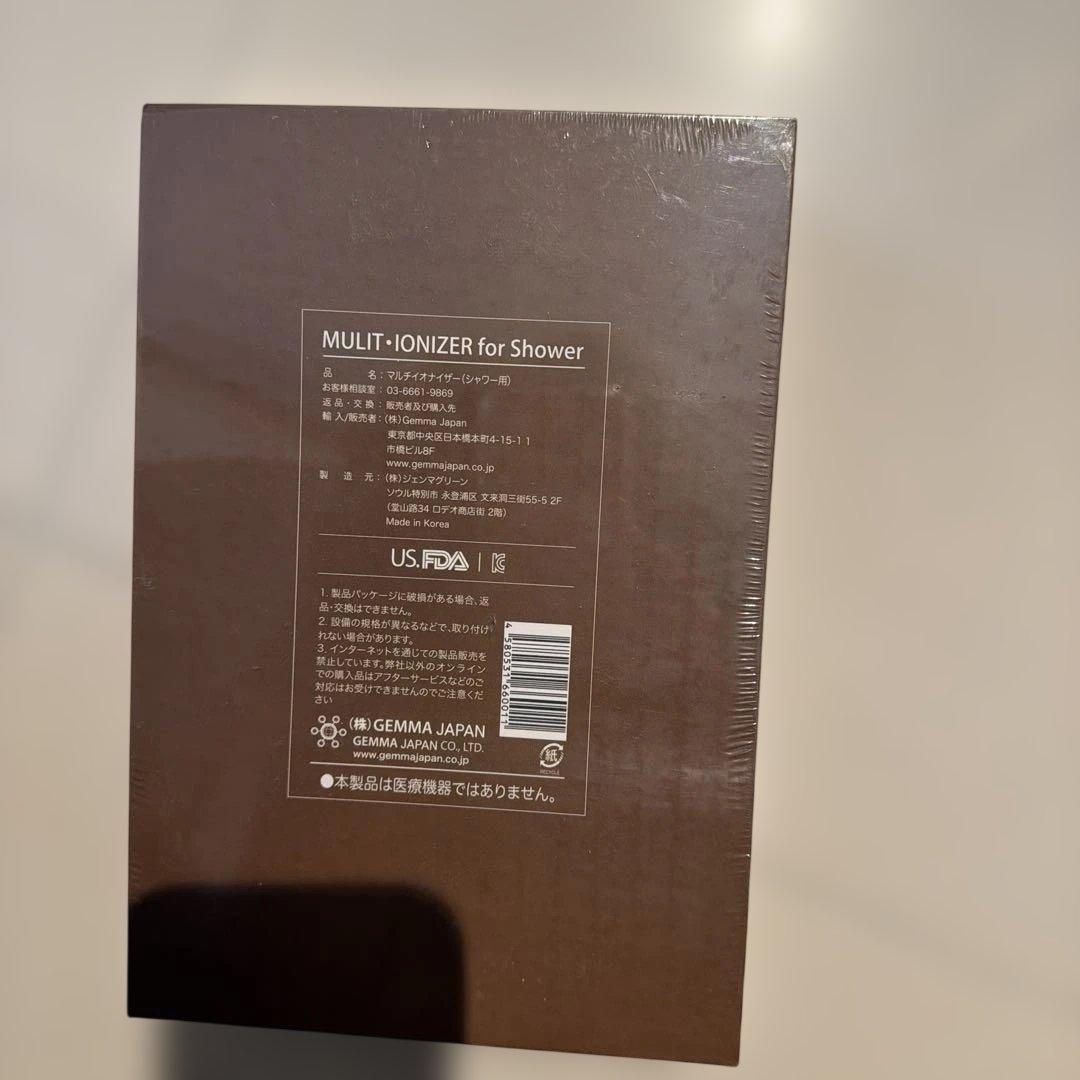 MULIT・IONIZER for Shower
品　　　名：マルチイオナイザー（シャワー用）
お客様相談室：03-6661-9869
返品・交換：販売者及び購入先
輸入/販売者：（株）Gemma Japan
東京都中央区日本橋本町4-15-11
市橋ビル8F
www.gemmajapan.co.jp
製　造　元：（株）ジェンマグリーン
ソウル特別市 永登浦区 文来洞三街55-5 2F
（堂山路34 ロデオ商店街 2階）
Made in Korea
US.FDA | KC
1. 製品パッケージに破損がある場合、返
品・交換はできません。
2. 設備の規格が異なるなどで、取り付け
れない場合があります。
3. インターネットを通じての製品販売を
禁止しています。弊社以外のオンライン
での購入品はアフターサービスなどのご
対応はお受けできませんのでご注意くだ
さい
4 580531 660011
（株）GEMMA JAPAN
GEMMA JAPAN CO., LTD.
www.gemmajapan.co.jp
紙
RECYCLE
●本製品は医療機器ではありません。